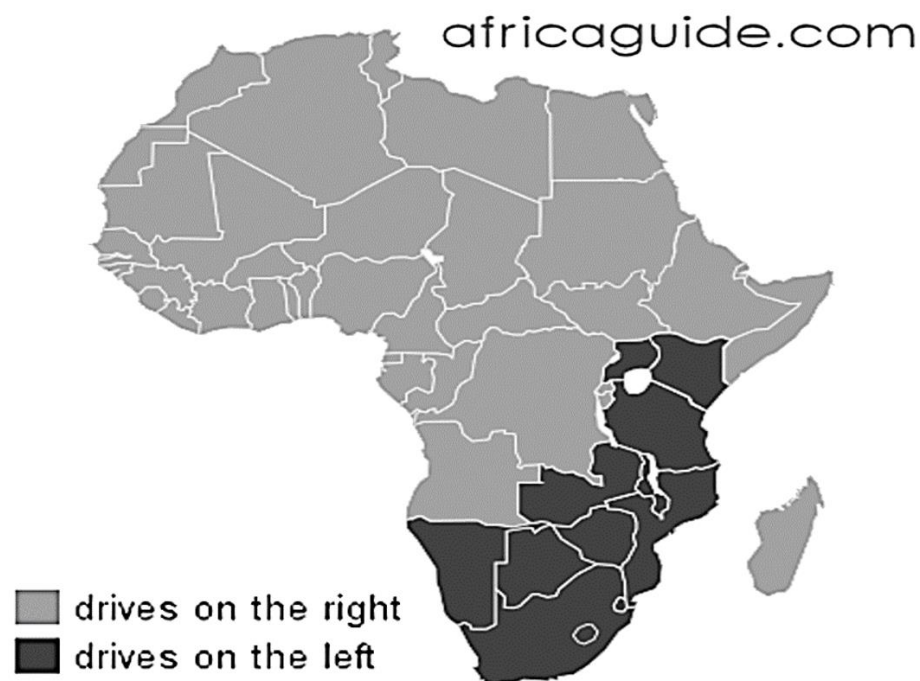 africaguide.com
drives on the right
drives on the left